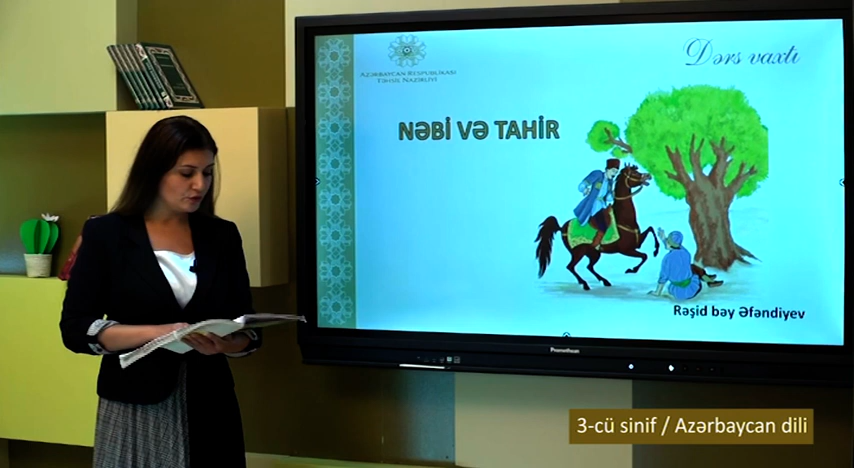 Dərs vaxtı
AZƏRBAYCAN RESPUBLİKASI
TƏHSİL NAZİRLİYİ
NƏBİ VƏ TAHİR
Rəşid bəy Əfəndiyev
Promethean
3-cü sinif / Azərbaycan dili